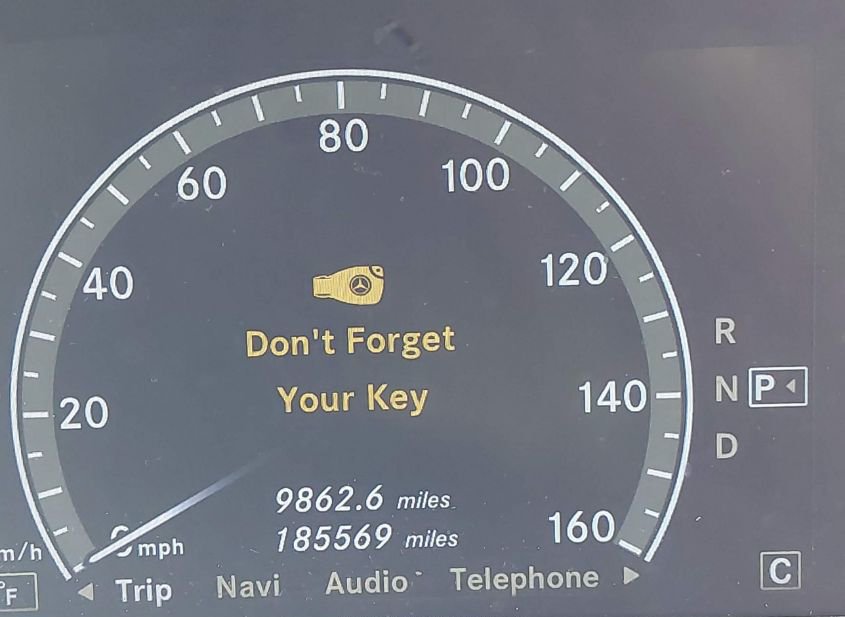 80
60
100
40
120
Don't Forget
Your Key
R
N P
D
20
140
9862.6 miles
185569 miles
160
0 mph
m/h
°F
Trip Navi Audio Telephone
C